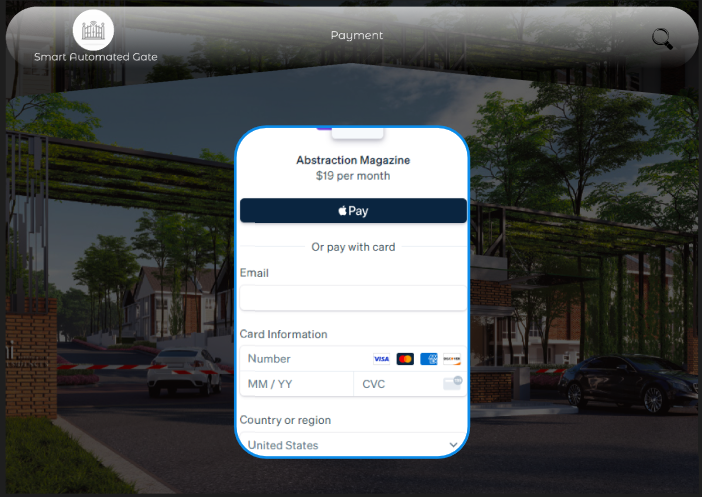 Payment
Smart Automated Gate
Abstraction Magazine
$19 per month
Pay
Or pay with card
Email
Card Information
Number VISA
MM / YY CVC
Country or region
United States